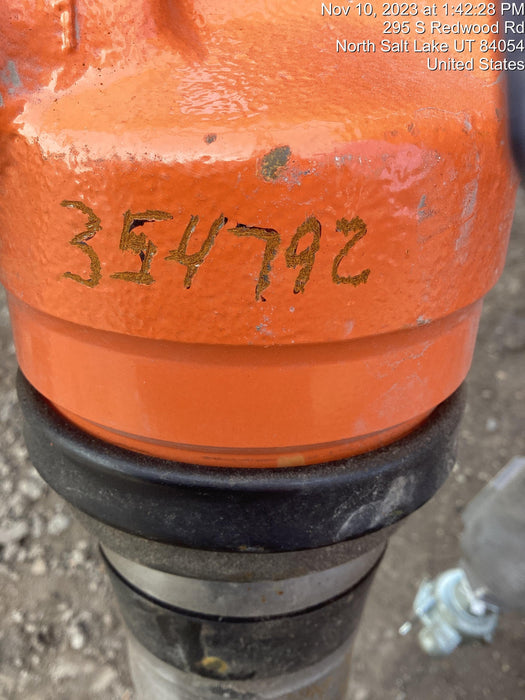 Nov 10, 2023 at 1:42:28 PM
295 S Redwood Rd
North Salt Lake UT 84054
United States
354792